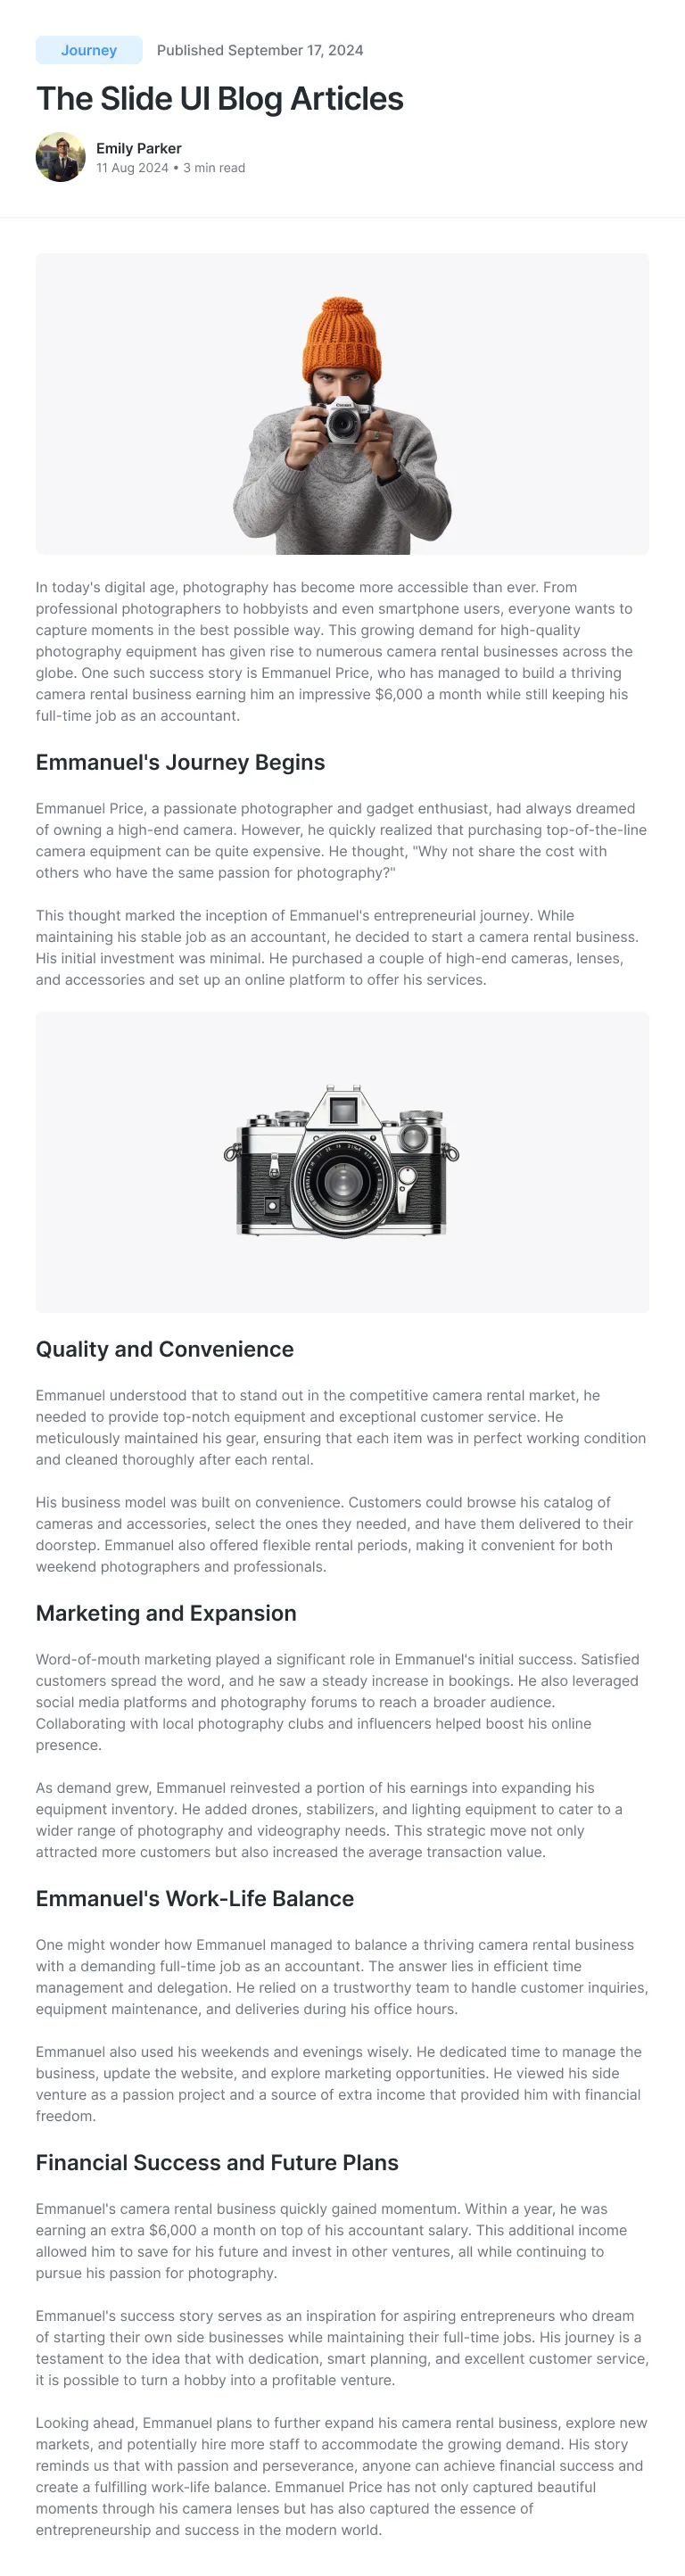 Journey
Published September 17, 2024
The Slide UI Blog Articles
Emily Parker
11 Aug 2024 • 3 min read
In today's digital age, photography has become more accessible than ever. From
professional photographers to hobbyists and even smartphone users, everyone wants to
capture moments in the best possible way. This growing demand for high-quality
photography equipment has given rise to numerous camera rental businesses across the
globe. One such success story is Emmanuel Price, who has managed to build a thriving
camera rental business earning him an impressive $6,000 a month while still keeping his
full-time job as an accountant.
Emmanuel's Journey Begins
Emmanuel Price, a passionate photographer and gadget enthusiast, had always dreamed
of owning a high-end camera. However, he quickly realized that purchasing top-of-the-line
camera equipment can be quite expensive. He thought, "Why not share the cost with
others who have the same passion for photography?"
This thought marked the inception of Emmanuel's entrepreneurial journey. While
maintaining his stable job as an accountant, he decided to start a camera rental business.
His initial investment was minimal. He purchased a couple of high-end cameras, lenses,
and accessories and set up an online platform to offer his services.
Quality and Convenience
Emmanuel understood that to stand out in the competitive camera rental market, he
needed to provide top-notch equipment and exceptional customer service. He
meticulously maintained his gear, ensuring that each item was in perfect working condition
and cleaned thoroughly after each rental.
His business model was built on convenience. Customers could browse his catalog of
cameras and accessories, select the ones they needed, and have them delivered to their
doorstep. Emmanuel also offered flexible rental periods, making it convenient for both
weekend photographers and professionals.
Marketing and Expansion
Word-of-mouth marketing played a significant role in Emmanuel's initial success. Satisfied
customers spread the word, and he saw a steady increase in bookings. He also leveraged
social media platforms and photography forums to reach a broader audience.
Collaborating with local photography clubs and influencers helped boost his online
presence.
As demand grew, Emmanuel reinvested a portion of his earnings into expanding his
equipment inventory. He added drones, stabilizers, and lighting equipment to cater to a
wider range of photography and videography needs. This strategic move not only
attracted more customers but also increased the average transaction value.
Emmanuel's Work-Life Balance
One might wonder how Emmanuel managed to balance a thriving camera rental business
with a demanding full-time job as an accountant. The answer lies in efficient time
management and delegation. He relied on a trustworthy team to handle customer inquiries,
equipment maintenance, and deliveries during his office hours.
Emmanuel also used his weekends and evenings wisely. He dedicated time to manage the
business, update the website, and explore marketing opportunities. He viewed his side
venture as a passion project and a source of extra income that provided him with financial
freedom.
Financial Success and Future Plans
Emmanuel's camera rental business quickly gained momentum. Within a year, he was
earning an extra $6,000 a month on top of his accountant salary. This additional income
allowed him to save for his future and invest in other ventures, all while continuing to
pursue his passion for photography.
Emmanuel's success story serves as an inspiration for aspiring entrepreneurs who dream
of starting their own side businesses while maintaining their full-time jobs. His journey is a
testament to the idea that with dedication, smart planning, and excellent customer service,
it is possible to turn a hobby into a profitable venture.
Looking ahead, Emmanuel plans to further expand his camera rental business, explore new
markets, and potentially hire more staff to accommodate the growing demand. His story
reminds us that with passion and perseverance, anyone can achieve financial success and
create a fulfilling work-life balance. Emmanuel Price has not only captured beautiful
moments through his camera lenses but has also captured the essence of
entrepreneurship and success in the modern world.